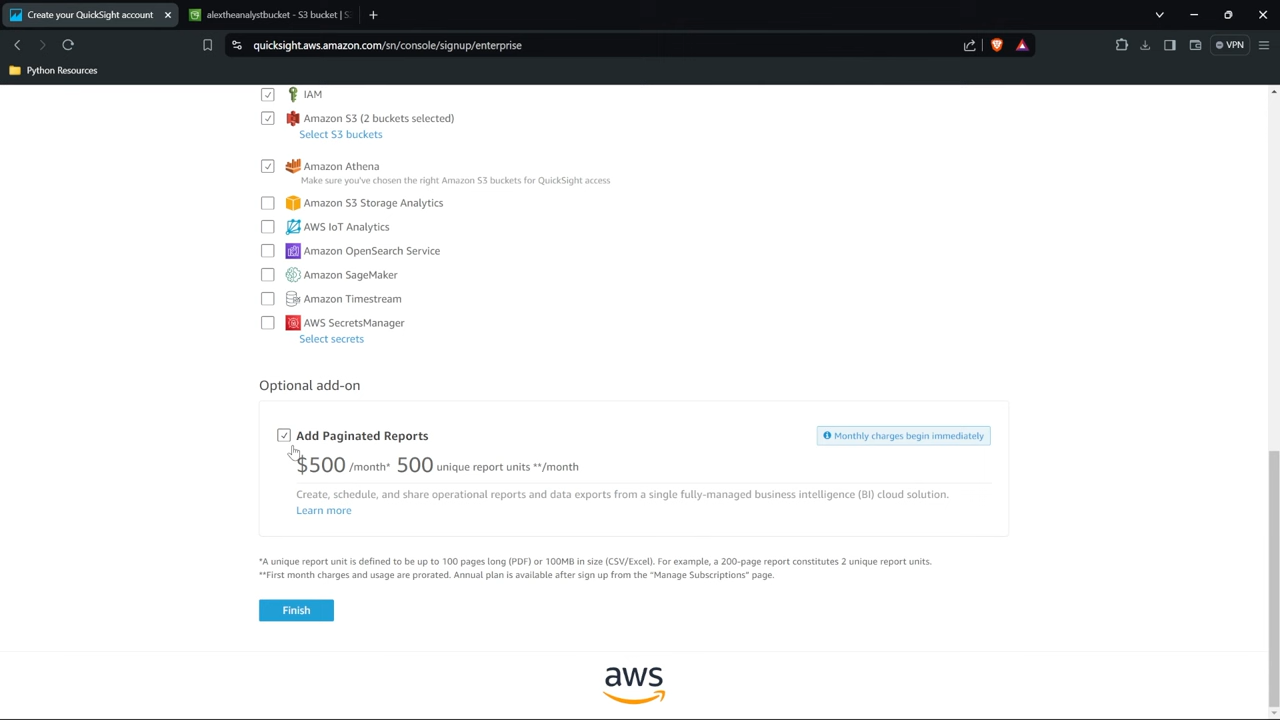 Create your QuickSight account
alextheanalystbucket - S3 bucket | S
quicksight.aws.amazon.com/sn/console/signup/enterprise
VPN
Python Resources
IAM
Amazon S3 (2 buckets selected)
Select S3 buckets
Amazon Athena
Make sure you've chosen the right Amazon S3 buckets for QuickSight access
Amazon S3 Storage Analytics
AWS IoT Analytics
Amazon OpenSearch Service
Amazon SageMaker
Amazon Timestream
AWS SecretsManager
Select secrets
Optional add-on
Add Paginated Reports
Monthly charges begin immediately
$500 /month* 500 unique report units **/month
Create, schedule, and share operational reports and data exports from a single fully-managed business intelligence (BI) cloud solution.
Learn more
*A unique report unit is defined to be up to 100 pages long (PDF) or 100MB in size (CSV/Excel). For example, a 200-page report constitutes 2 unique report units.
**First month charges and usage are prorated. Annual plan is available after sign up from the "Manage Subscriptions" page.
Finish
aws